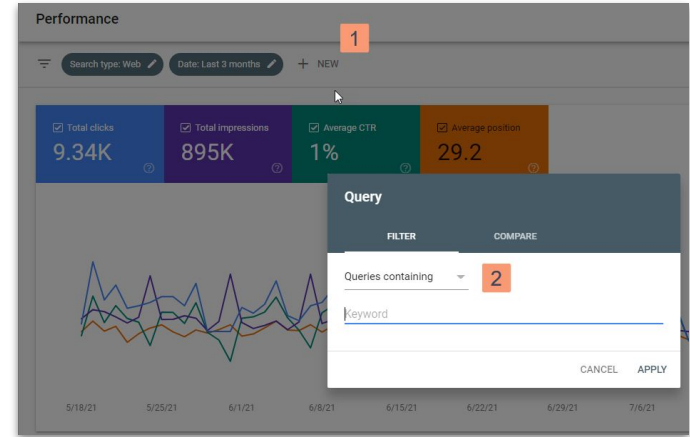 Performance
1
Search type: Web
Date: Last 3 months
+ NEW
Total clicks
9.34K
Total impressions
895K
Average CTR
1%
Average position
29.2
Query
FILTER
COMPARE
Queries containing
2
Keyword
CANCEL
APPLY
5/18/21
5/25/21
6/1/21
6/8/21
6/15/21
6/22/21
6/29/21
7/6/21